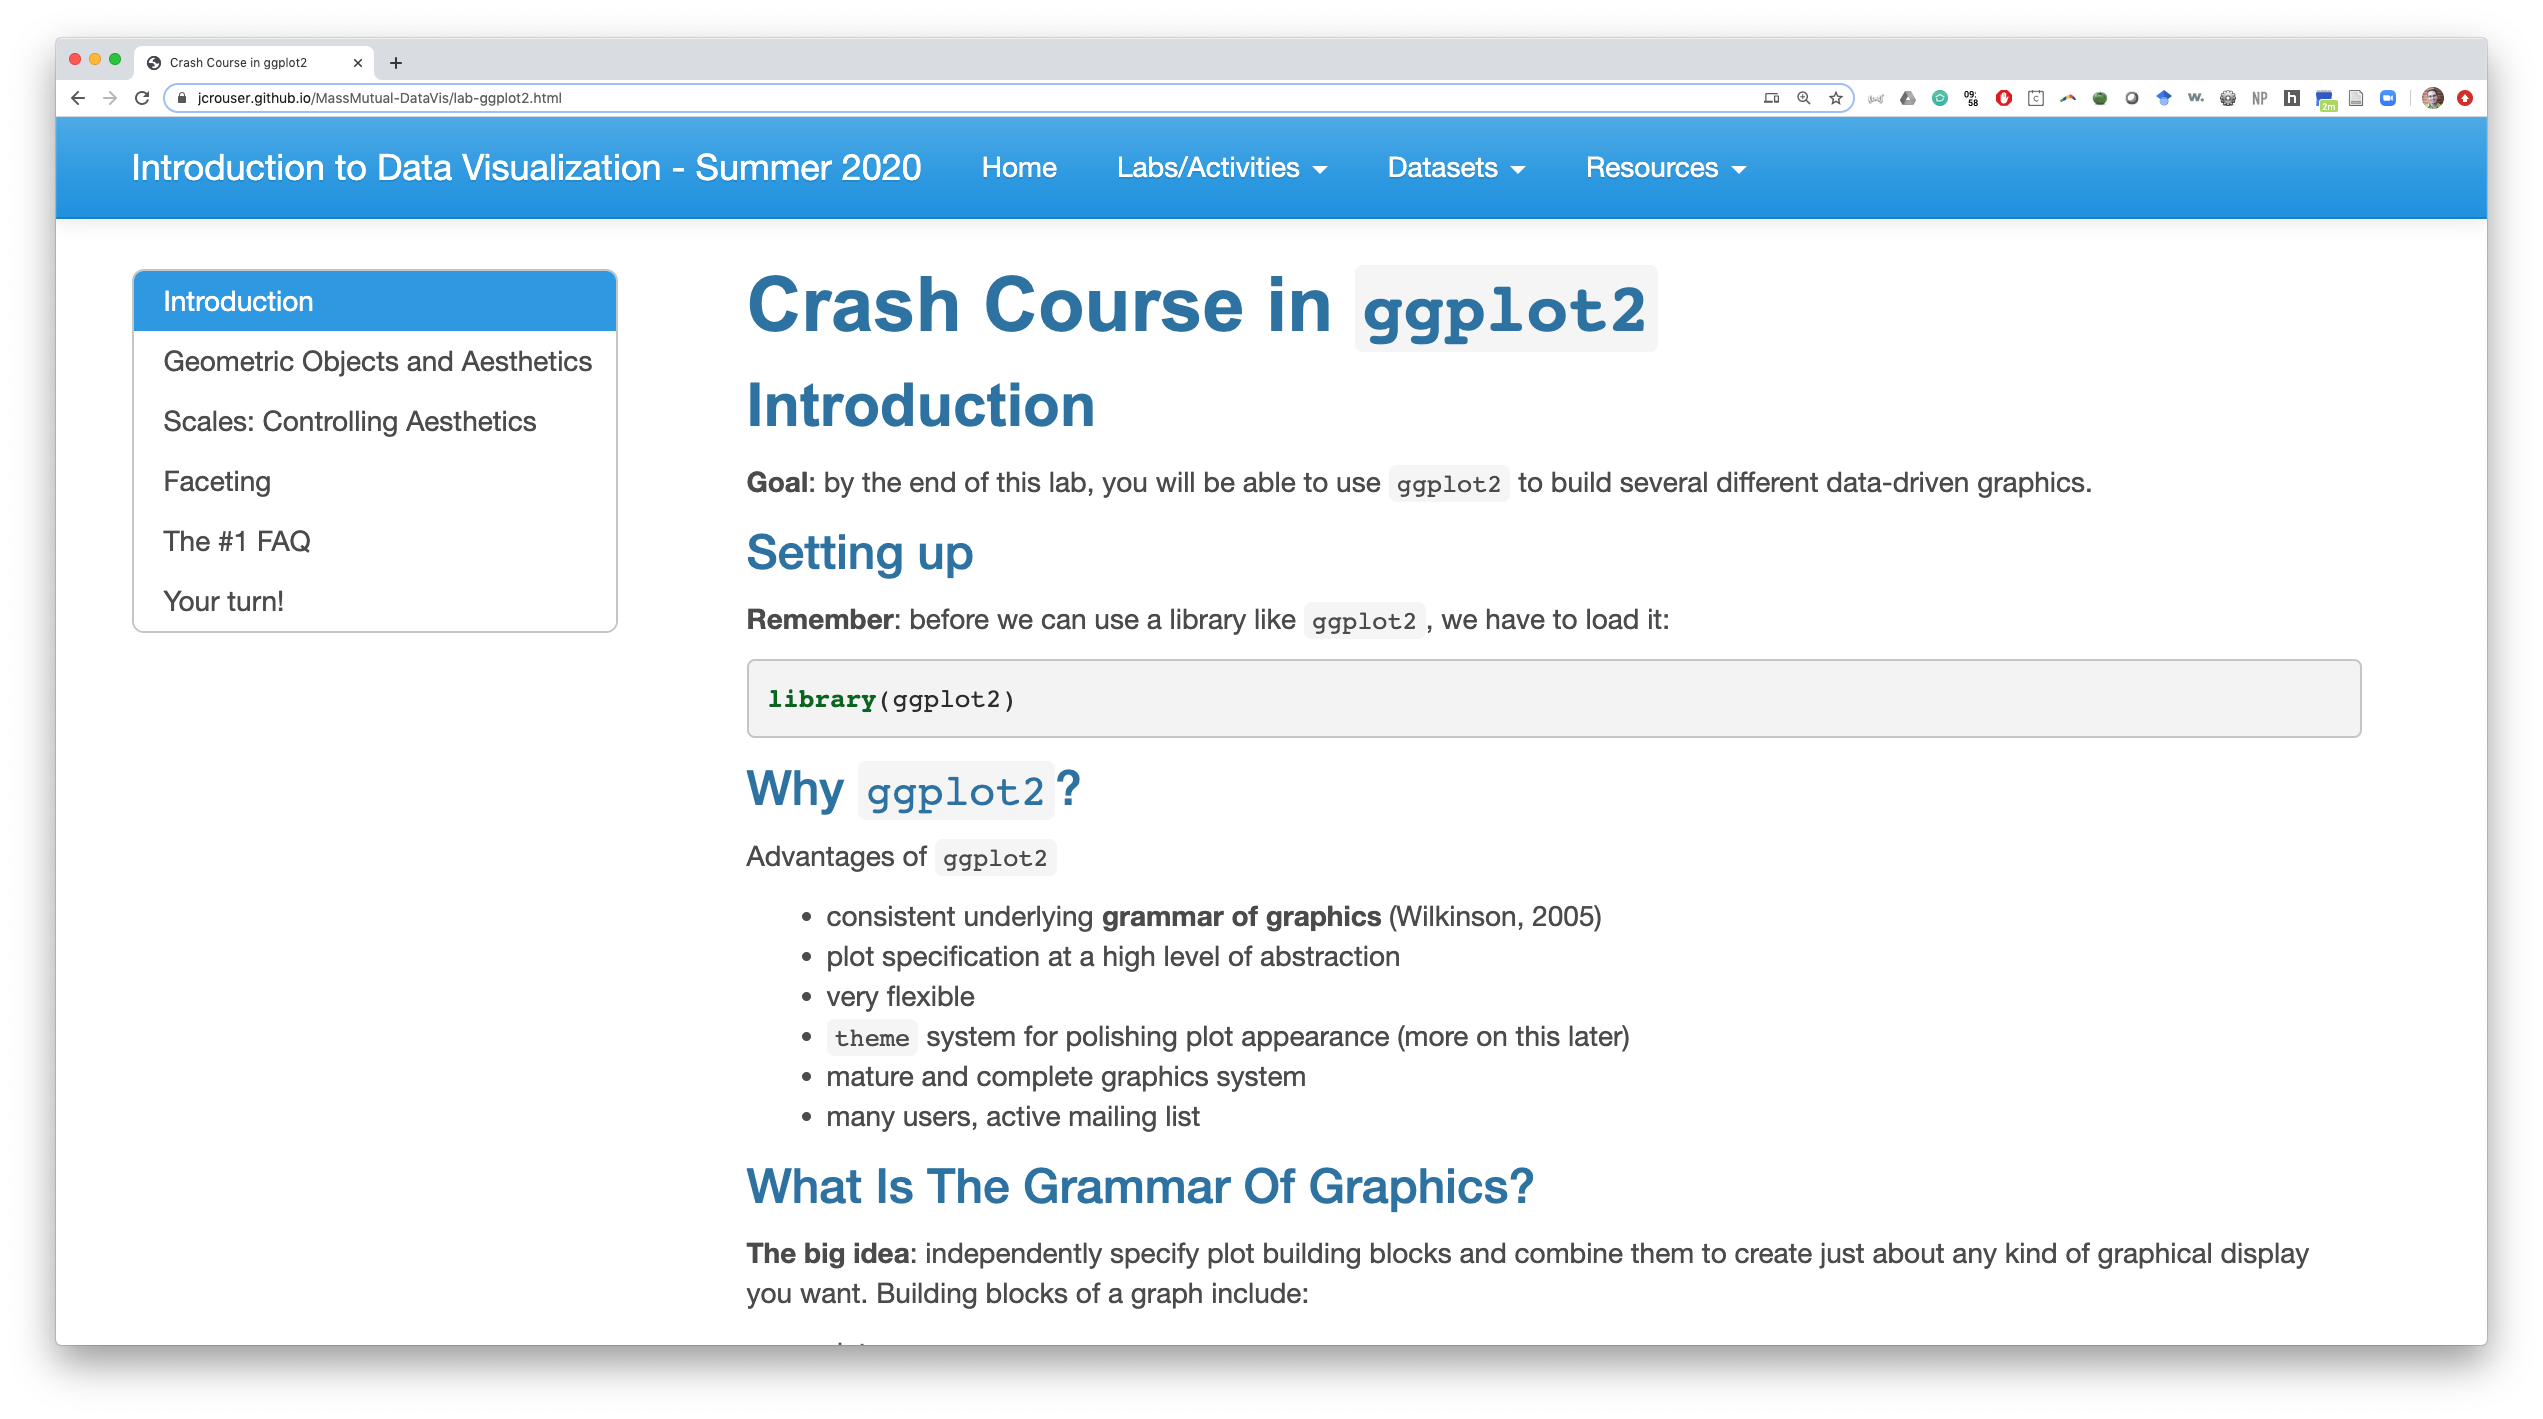 Crash Course in ggplot2
jcrouser.github.io/MassMutual-DataVis/lab-ggplot2.html
09:
58
C
w.
NP
h
2m
Introduction to Data Visualization - Summer 2020 Home Labs/Activities Datasets Resources
Introduction
Geometric Objects and Aesthetics
Scales: Controlling Aesthetics
Faceting
The #1 FAQ
Your turn!
Crash Course in ggplot2
Introduction
Goal: by the end of this lab, you will be able to use ggplot2 to build several different data-driven graphics.
Setting up
Remember: before we can use a library like ggplot2, we have to load it:
library(ggplot2)
Why ggplot2?
Advantages of ggplot2
• consistent underlying grammar of graphics (Wilkinson, 2005)
• plot specification at a high level of abstraction
• very flexible
• theme system for polishing plot appearance (more on this later)
• mature and complete graphics system
• many users, active mailing list
What Is The Grammar Of Graphics?
The big idea: independently specify plot building blocks and combine them to create just about any kind of graphical display
you want. Building blocks of a graph include: